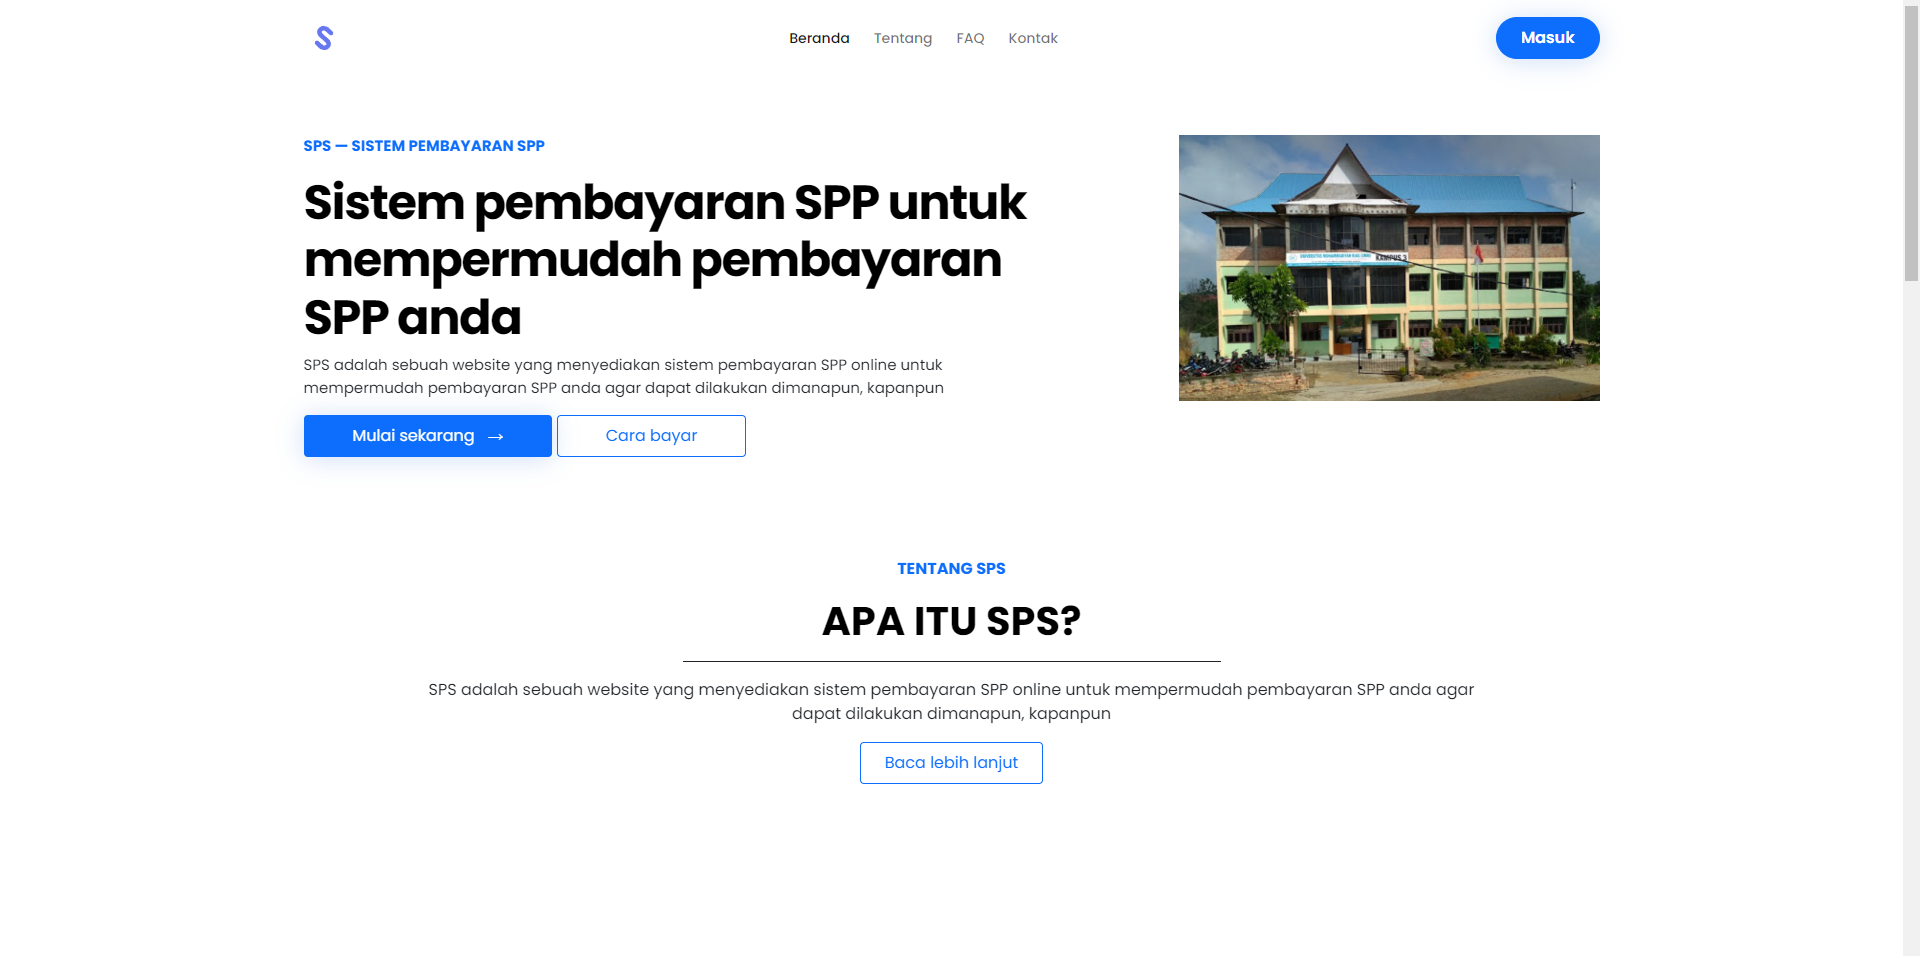 S
Beranda Tentang FAQ Kontak
Masuk
SPS — SISTEM PEMBAYARAN SPP
Sistem pembayaran SPP untuk
mempermudah pembayaran
SPP anda
SPS adalah sebuah website yang menyediakan sistem pembayaran SPP online untuk
mempermudah pembayaran SPP anda agar dapat dilakukan dimanapun, kapanpun
Mulai sekarang →
Cara bayar
KAMPUS 3
TENTANG SPS
APA ITU SPS?
SPS adalah sebuah website yang menyediakan sistem pembayaran SPP online untuk mempermudah pembayaran SPP anda agar
dapat dilakukan dimanapun, kapanpun
Baca lebih lanjut